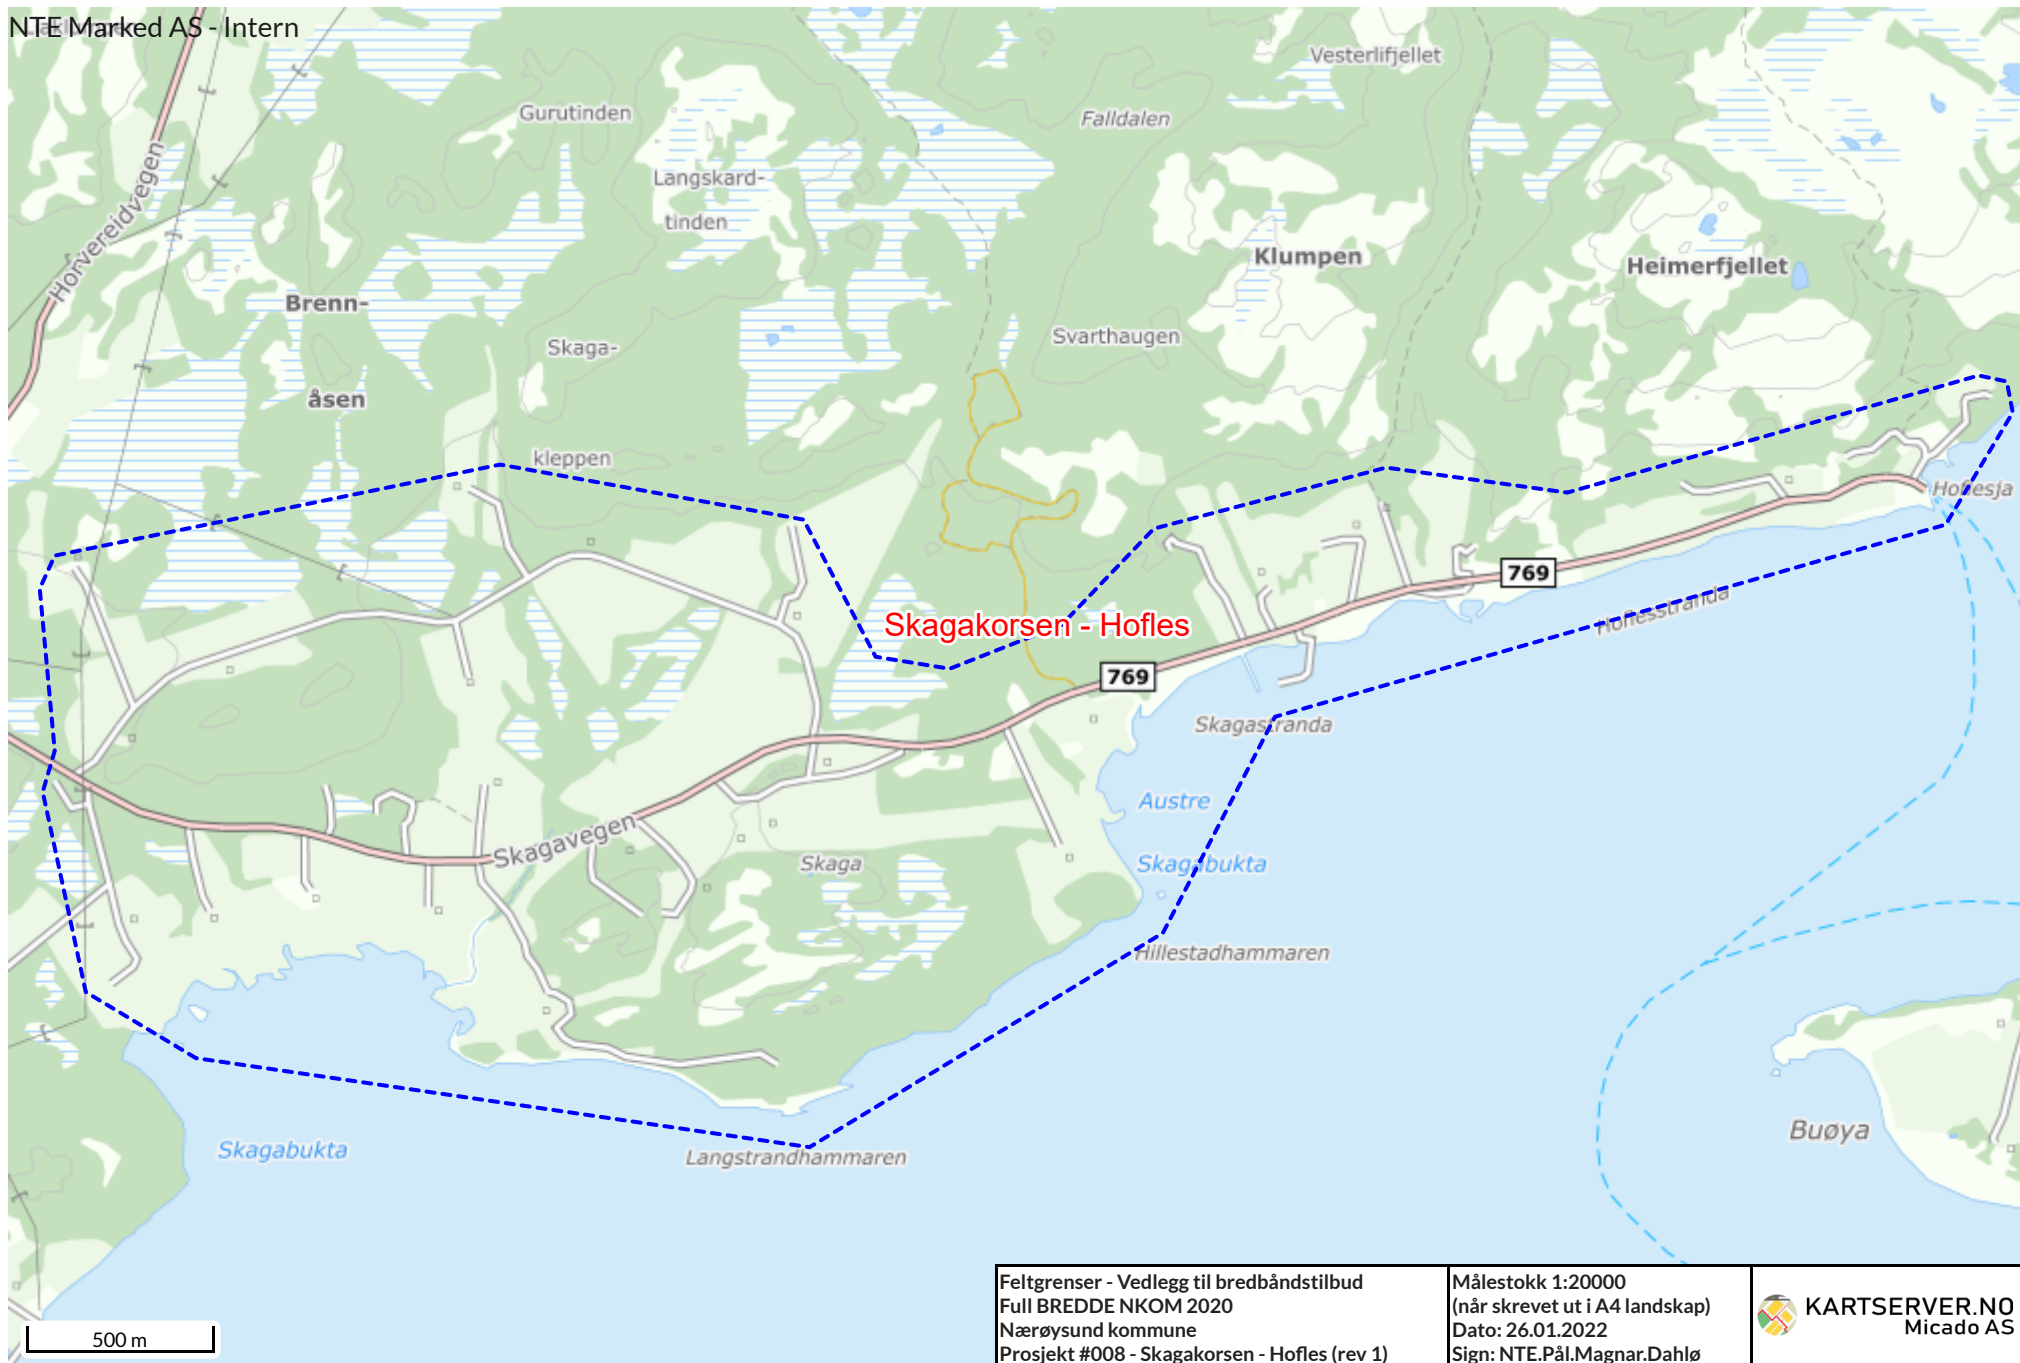 NTE Marked AS - Intern
Vesterlifjellet
Gurutinden
Falldalen
Langskard-
tinden
Horvereidvegen
Klumpen
Heimerfjellet
Brenn-
åsen
Svarthaugen
Skaga-
kleppen
Hoflesja
769
Hoflesstranda
Skagakorsen - Hofles
769
Skagastranda
Austre
Skagabukta
Skagavegen
Skaga
Hillestadhammaren
Buøya
Skagabukta
Langstrandhammaren
500 m
Feltgrenser - Vedlegg til bredbåndstilbud
Full BREDDE NKOM 2020
Nærøysund kommune
Prosjekt #008 - Skagakorsen - Hofles (rev 1)
Målestokk 1:20000
(når skrevet ut i A4 landskap)
Dato: 26.01.2022
Sign: NTE.Pål.Magnar.Dahlø
KARTSERVER.NO
Micado AS